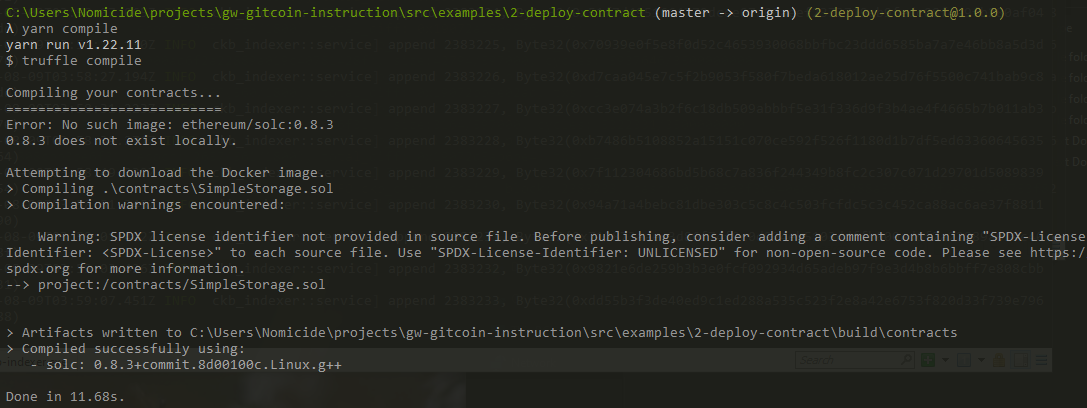 C:\Users\Nomicide\projects\gw-gitcoin-instruction\src\examples\2-deploy-contract (master -> origin) (2-deploy-contract@1.0.0)
λ yarn compile
yarn run v1.22.11
$ truffle compile
Compiling your contracts...
===========================
Error: No such image: ethereum/solc:0.8.3
0.8.3 does not exist locally.
Attempting to download the Docker image.
> Compiling .\contracts\SimpleStorage.sol
> Compilation warnings encountered:
Warning: SPDX license identifier not provided in source file. Before publishing, consider adding a comment containing "SPDX-License-
Identifier: <SPDX-License>" to each source file. Use "SPDX-License-Identifier: UNLICENSED" for non-open-source code. Please see https:/
spdx.org for more information.
--> project:/contracts/SimpleStorage.sol
> Artifacts written to C:\Users\Nomicide\projects\gw-gitcoin-instruction\src\examples\2-deploy-contract\build\contracts
> Compiled successfully using:
- solc: 0.8.3+commit.8d00100c.Linux.g++
Search
Done in 11.68s.